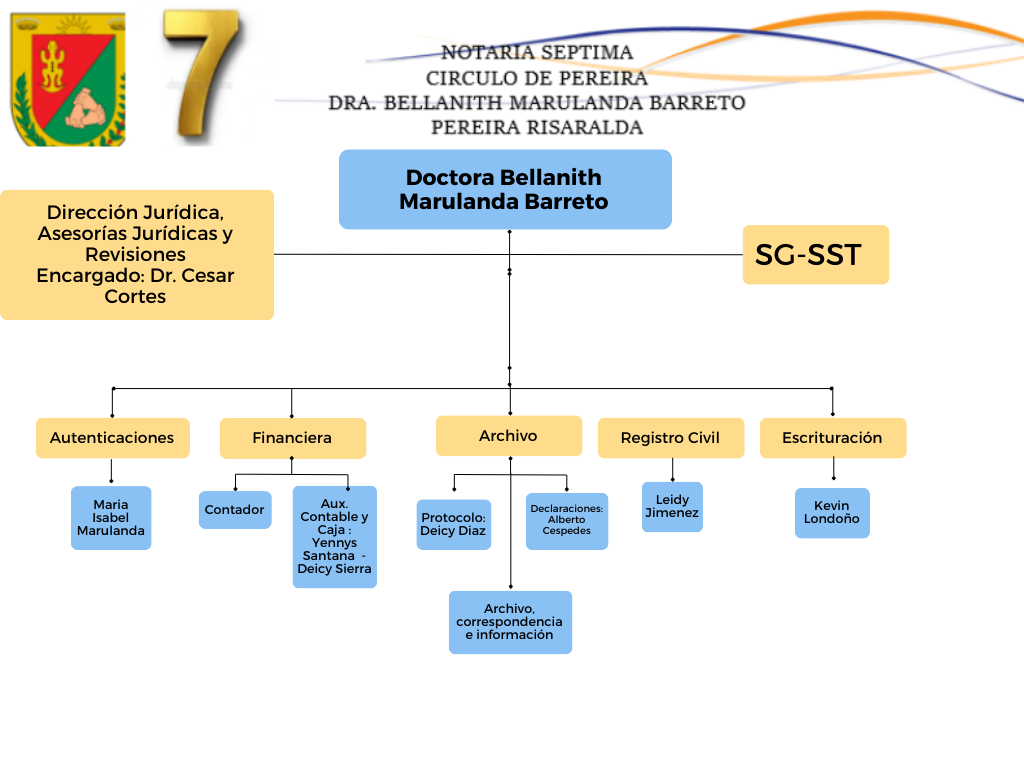 7
NOTARIA SEPTIMA
CIRCULO DE PEREIRA
DRA. BELLANITH MARULANDA BARRETO
PEREIRA RISARALDA
Doctora Bellanith
Marulanda Barreto
Dirección Jurídica,
Asesorías Jurídicas y
Revisiones
Encargado: Dr. Cesar
Cortes
SG-SST
Autenticaciones
Financiera
Archivo
Registro Civil
Escrituración
Maria
Isabel
Marulanda
Contador
Aux.
Contable y
Caja :
Yennys
Santana -
Deicy Sierra
Protocolo:
Deicy Diaz
Declaraciones:
Alberto
Cespedes
Leidy
Jimenez
Kevin
Londoño
Archivo,
correspondencia
e información